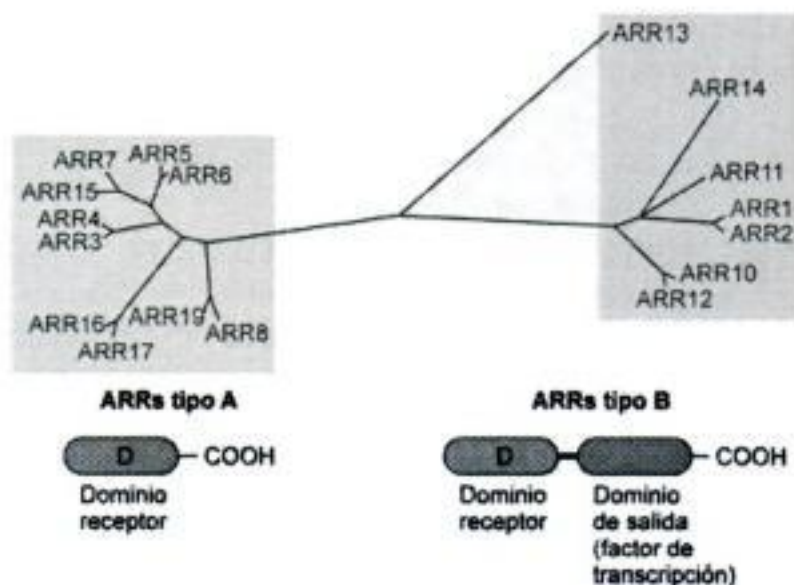 ARR13
ARR14
ARR7
ARR5
ARR6
ARR15
ARR4
ARR3
ARR11
ARR1
ARR2
ARR10
ARR12
ARR16
ARR19
ARR8
ARR17
ARRs tipo A
ARRs tipo B
D
COOH
D
COOH
Dominio
receptor
Dominio
receptor
Dominio
de salida
(factor de
transcripción)